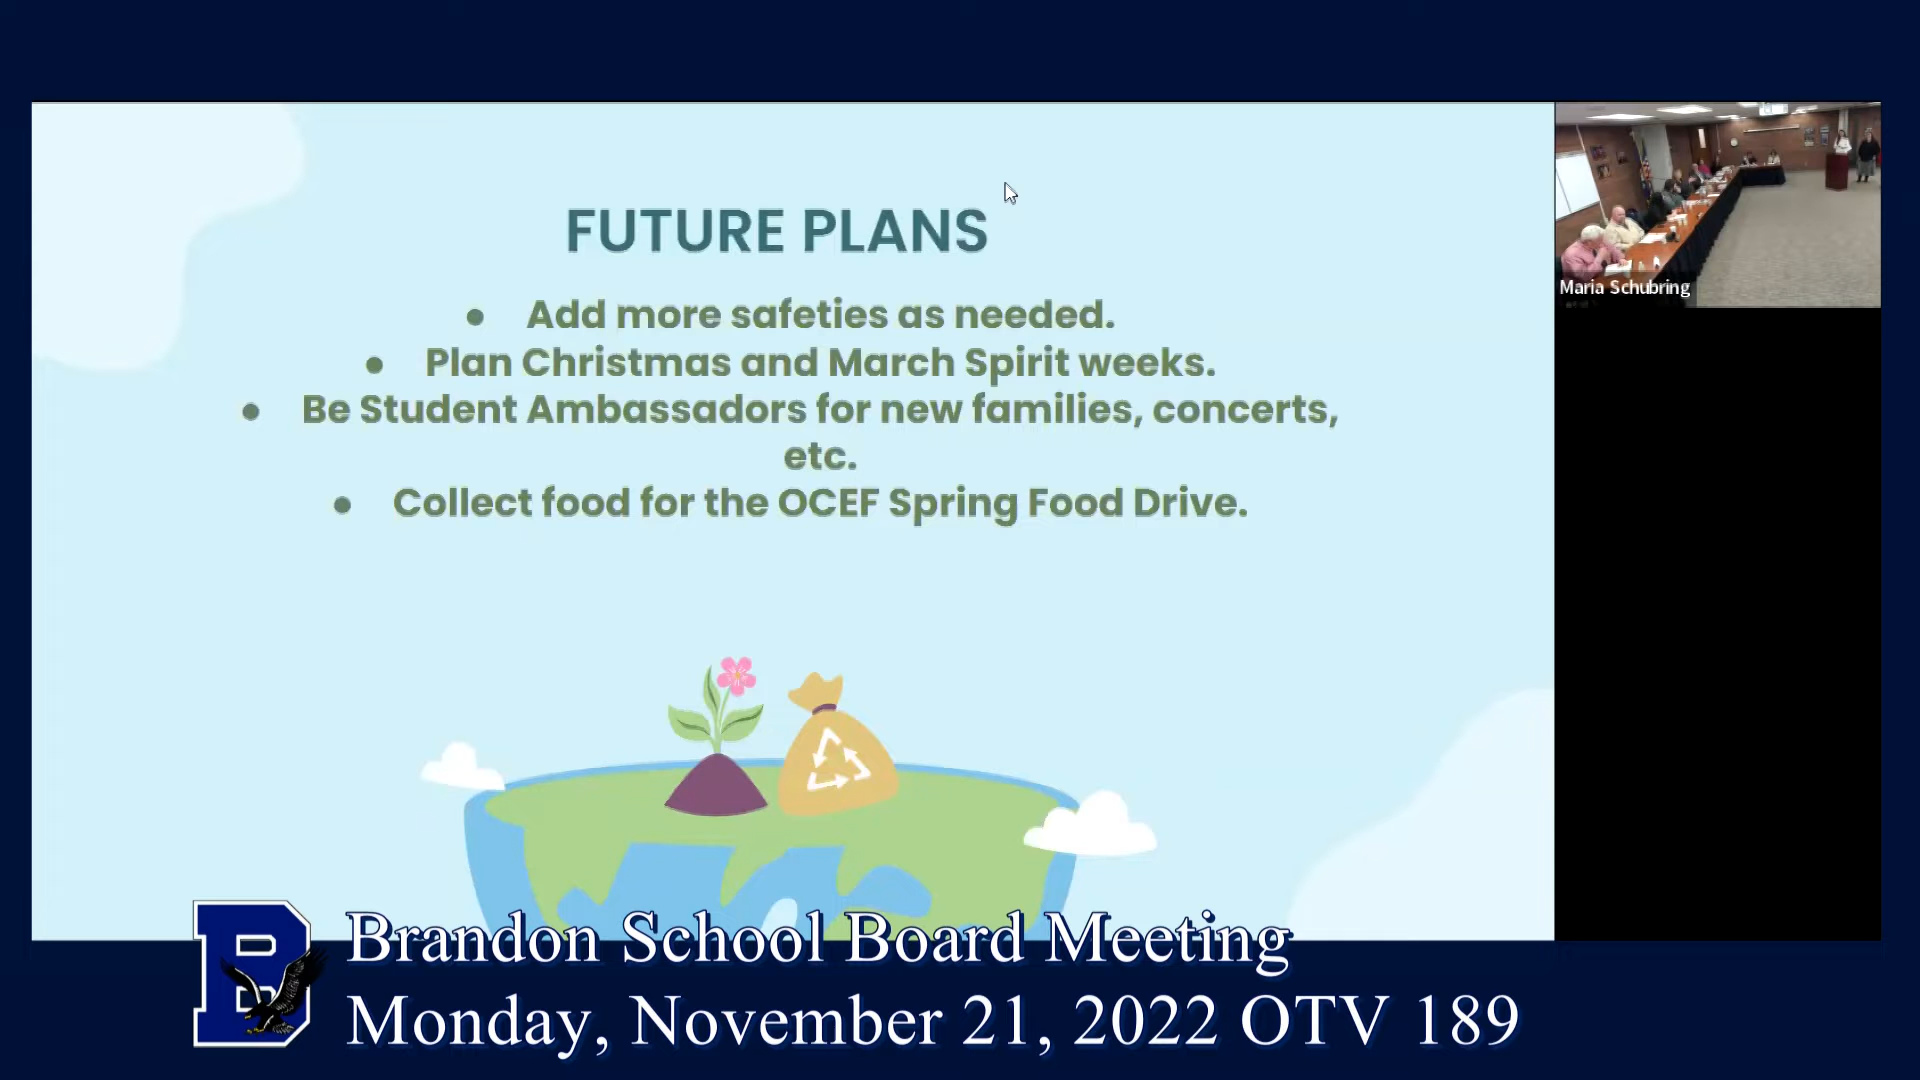 FUTURE PLANS
● Add more safeties as needed.
● Plan Christmas and March Spirit weeks.
● Be Student Ambassadors for new families, concerts,
etc.
● Collect food for the OCEF Spring Food Drive.
Maria Schubring
B
Brandon School Board Meeting
Monday, November 21, 2022 OTV 189